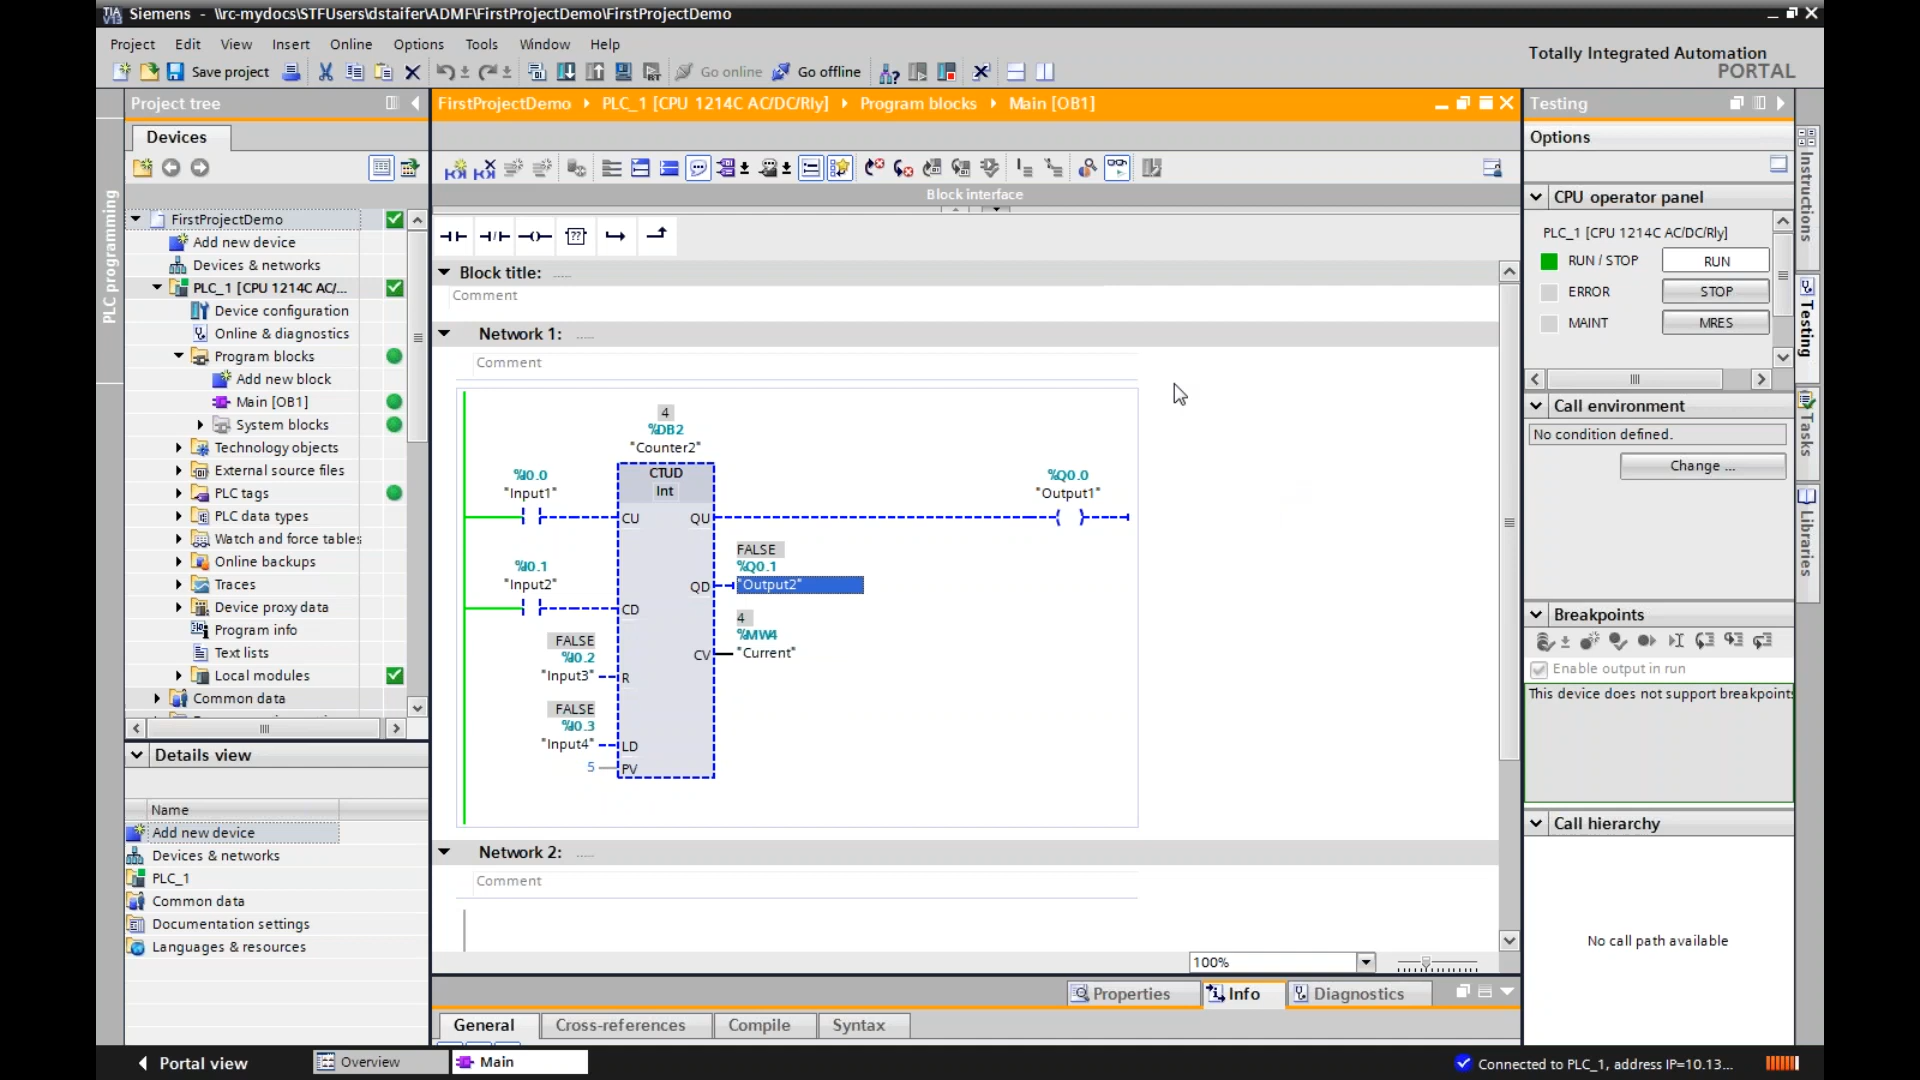 TIA
V13
Siemens - \\rc-mydocs\STFUsers\dstaifer\ADMF\FirstProjectDemo\FirstProjectDemo
Project Edit View Insert Online Options Tools Window Help
Totally Integrated Automation
PORTAL
Save project
Go online
Go offline
PLC programming
Project tree
Devices
FirstProjectDemo
Add new device
Devices & networks
PLC_1 [CPU 1214C AC/...
Device configuration
Online & diagnostics
Program blocks
Add new block
Main [OB1]
System blocks
Technology objects
External source files
PLC tags
PLC data types
Watch and force tables
Online backups
Traces
Device proxy data
Program info
Text lists
Local modules
Common data
Details view
Name
Add new device
Devices & networks
PLC_1
Common data
Documentation settings
Languages & resources
FirstProjectDemo PLC_1 [CPU 1214C AC/DC/Rly] Program blocks Main [OB1]
Block interface
??
Block title: .....
Comment
Network 1: .....
Comment
4
%DB2
"Counter2"
CTUD
Int
%I0.0
"Input1"
CU
QU
%Q0.0
"Output1"
%I0.1
"Input2"
CD
FALSE
%Q0.1
QD
"Output2"
FALSE
%I0.2
"Input3"
R
4
%MW4
CV
"Current"
FALSE
%I0.3
"Input4"
LD
5
PV
Network 2: .....
Comment
100%
Properties
Info
Diagnostics
General
Cross-references
Compile
Syntax
Testing
Options
CPU operator panel
PLC_1 [CPU 1214C AC/DC/Rly]
RUN / STOP RUN
ERROR STOP
MAINT MRES
Call environment
No condition defined.
Change ...
Breakpoints
Enable output in run
This device does not support breakpoints
Call hierarchy
No call path available
Instructions
Testing
Tasks
Libraries
Portal view
Overview
Main
Connected to PLC_1, address IP=10.13...